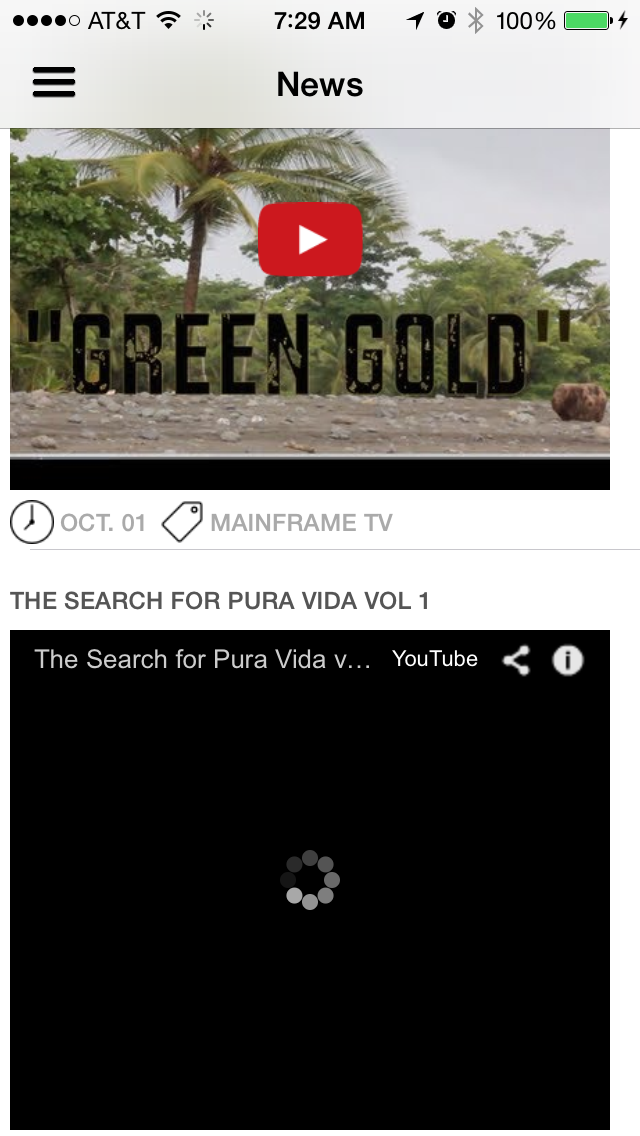 AT&T 7:29 AM 100%
News
"GREEN GOLD"
OCT. 01 MAINFRAME TV
THE SEARCH FOR PURA VIDA VOL 1
The Search for Pura Vida v... YouTube